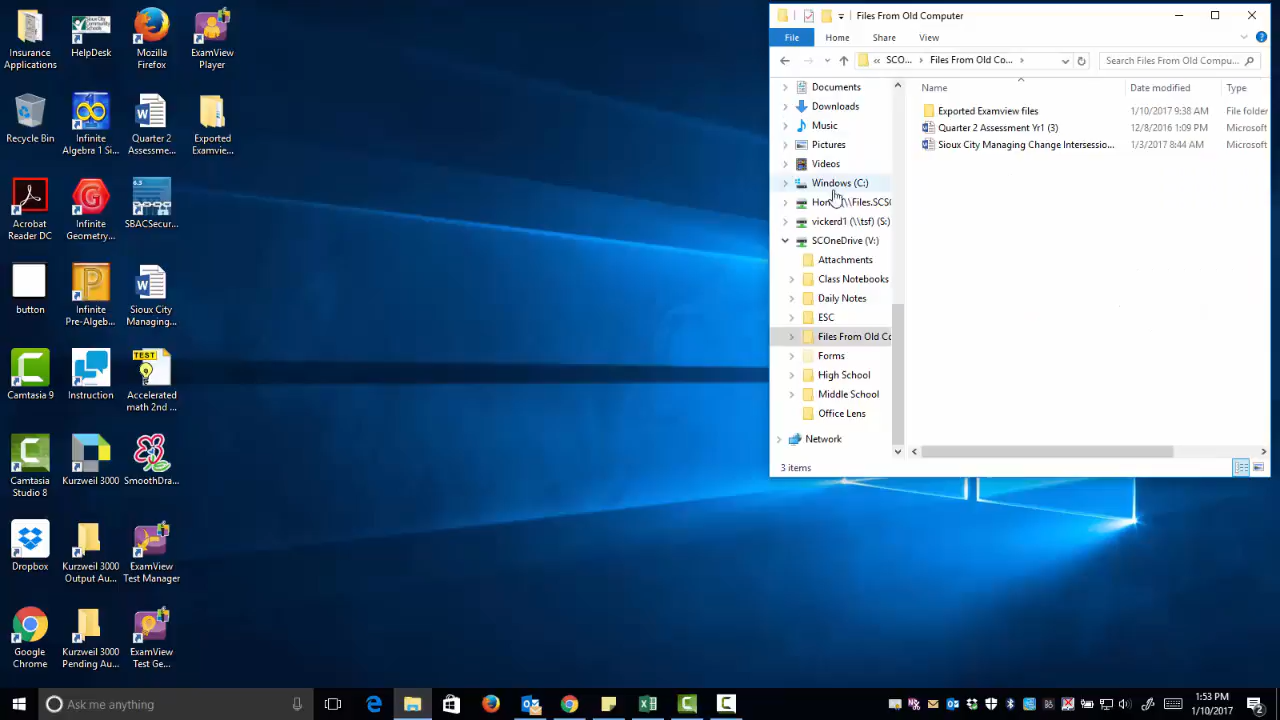 Insurance
Applications
HelpDesk
Mozilla
Firefox
ExamView
Player
Recycle Bin
Infinite
Algebra 1 Si...
Quarter 2
Assessme...
Exported
Examvie...
Acrobat
Reader DC
Infinite
Geometry...
SBACSecur...
button
Infinite
Pre-Algeb...
Sioux City
Managing...
TEST
Camtasia 9
Instruction
Accelerated
math 2nd ...
Camtasia
Studio 8
Kurzweil 3000
SmoothDra...
Dropbox
Kurzweil 3000
Output Au...
ExamView
Test Manager
Google
Chrome
Kurzweil 3000
Pending Au...
ExamView
Test Ge...
Files From Old Computer
File Home Share View
« SCO... › Files From Old Co... ›
Search Files From Old Compu...
Documents
Downloads
Music
Pictures
Videos
Windows (C:)
vickerd1 (\\tsf) (S:)
SCOneDrive (V:)
Attachments
Class Notebooks
Daily Notes
ESC
Files From Old Co
Forms
High School
Middle School
Office Lens
Network
Name Date modified Type
Exported Examview files 1/10/2017 9:38 AM File folder
Quarter 2 Assessment Yr1 (3) 12/8/2016 1:09 PM Microsoft
Sioux City Managing Change Intersessio... 1/3/2017 8:44 AM Microsoft
3 items
Ask me anything
1:53 PM
1/10/2017